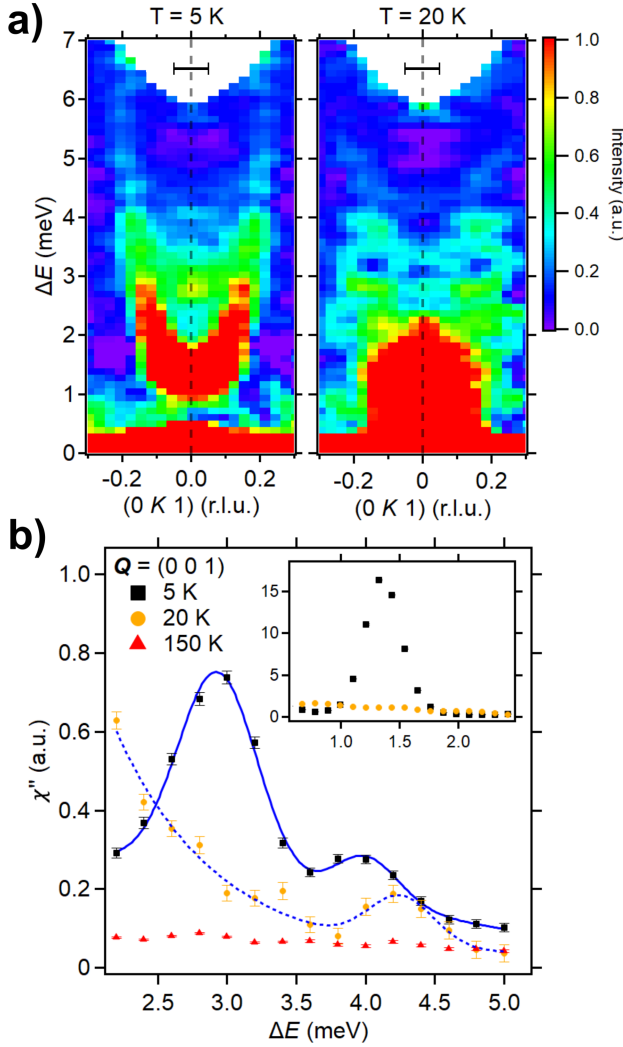 a)
T = 5 K
T = 20 K
7
6
5
4
3
2
1
0
ΔE (meV)
-0.2
0.0
0.2
-0.2
0
0.2
(0 K 1) (r.l.u.)
(0 K 1) (r.l.u.)
1.0
0.8
0.6
0.4
0.2
0.0
Intensity (a.u.)
b)
Q = (0 0 1)
5 K
20 K
150 K
1.0
0.8
0.6
0.4
0.2
0
χ" (a.u.)
15
10
5
0
1.0
1.5
2.0
2.5
3.0
3.5
4.0
4.5
5.0
ΔE (meV)